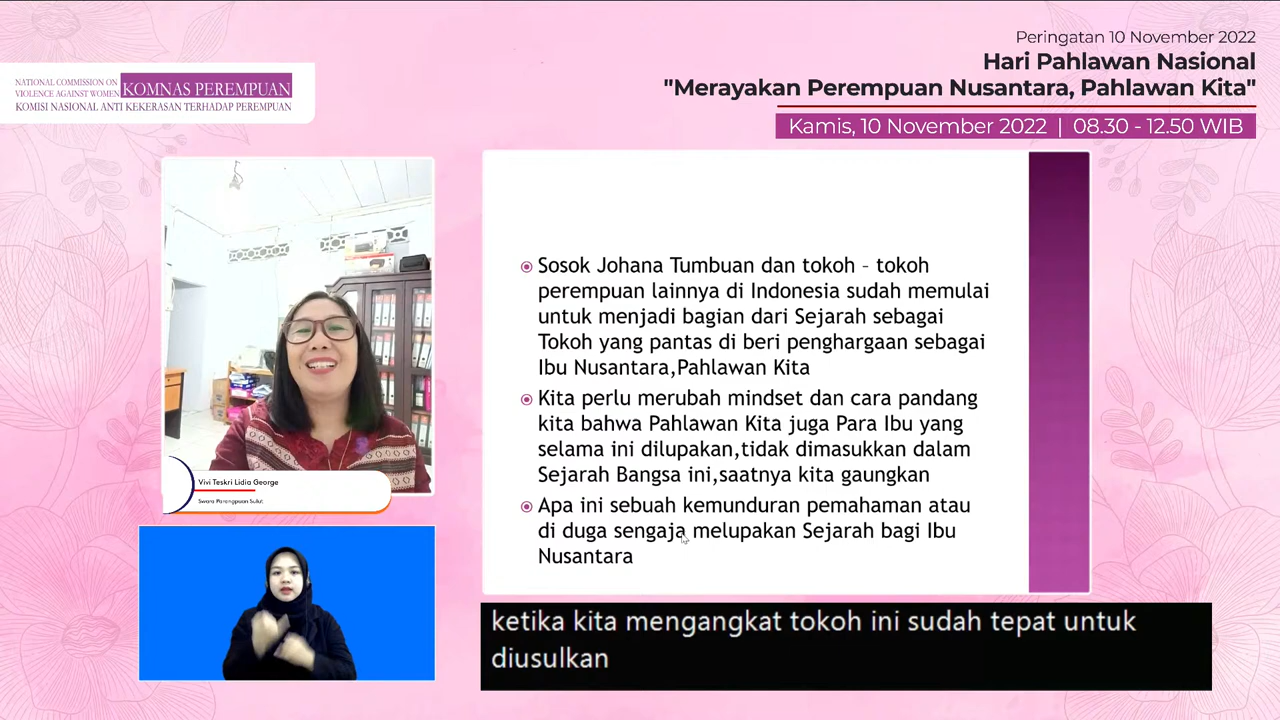 Peringatan 10 November 2022
Hari Pahlawan Nasional
"Merayakan Perempuan Nusantara, Pahlawan Kita"
Kamis, 10 November 2022 | 08.30 - 12.50 WIB
NATIONAL COMMISSION ON
VIOLENCE AGAINST WOMEN
KOMNAS PEREMPUAN
KOMISI NASIONAL ANTI KEKERASAN TERHADAP PEREMPUAN
Sosok Johana Tumbuan dan tokoh – tokoh
perempuan lainnya di Indonesia sudah memulai
untuk menjadi bagian dari Sejarah sebagai
Tokoh yang pantas di beri penghargaan sebagai
Ibu Nusantara,Pahlawan Kita
Kita perlu merubah mindset dan cara pandang
kita bahwa Pahlawan Kita juga Para Ibu yang
selama ini dilupakan,tidak dimasukkan dalam
Sejarah Bangsa ini,saatnya kita gaungkan
Apa ini sebuah kemunduran pemahaman atau
di duga sengaja melupakan Sejarah bagi Ibu
Nusantara
Vivi Teskri Lidia George
Swara Parangpuan Sulut
ketika kita mengangkat tokoh ini sudah tepat untuk
diusulkan